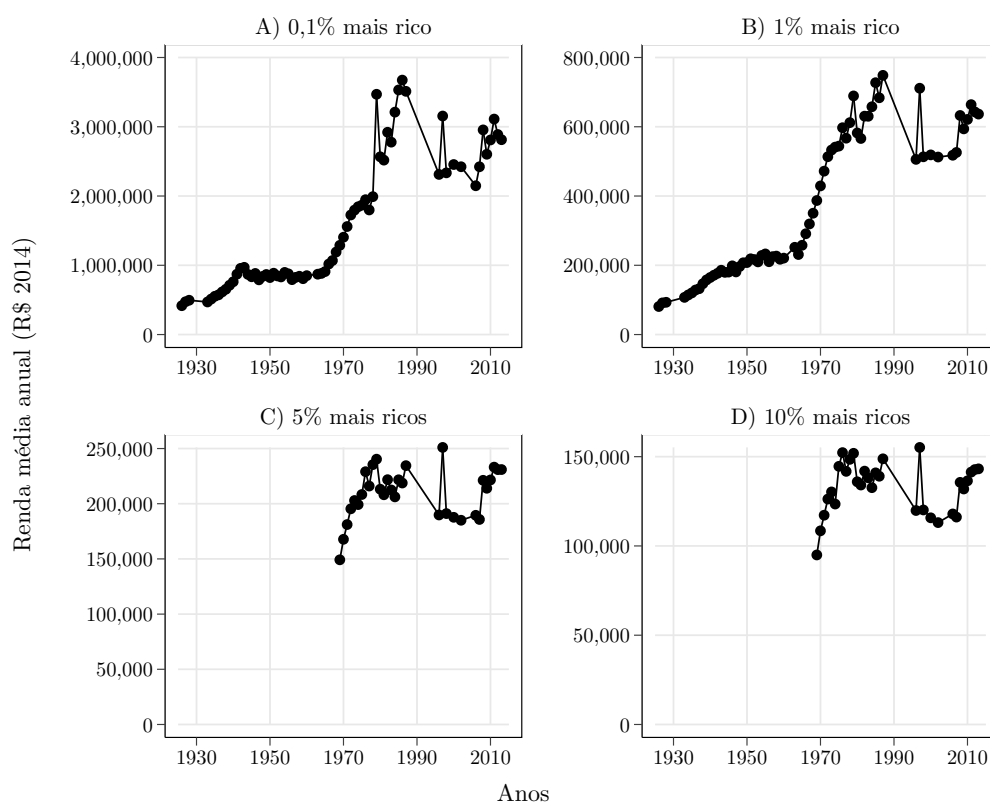 A) 0,1% mais rico
4,000,000
3,000,000
2,000,000
1,000,000
0
1930 1950 1970 1990 2010
B) 1% mais rico
800,000
600,000
400,000
200,000
0
1930 1950 1970 1990 2010
Renda média anual (R$ 2014)
C) 5% mais ricos
250,000
200,000
150,000
100,000
50,000
0
1930 1950 1970 1990 2010
D) 10% mais ricos
150,000
100,000
50,000
0
1930 1950 1970 1990 2010
Anos